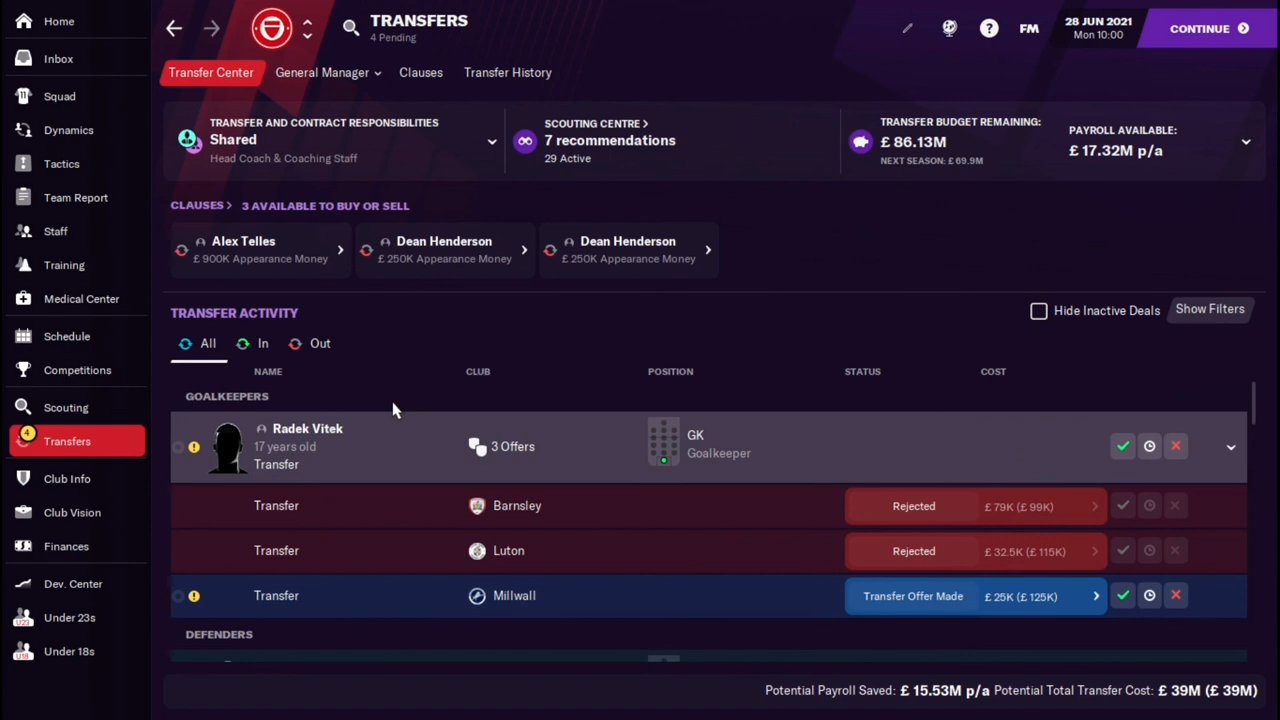 Home
Inbox
11
Squad
Dynamics
Tactics
Team Report
Staff
Training
Medical Center
Schedule
Competitions
Scouting
4
Transfers
Club Info
Club Vision
Finances
Dev. Center
U23
Under 23s
U18
Under 18s
TRANSFERS
4 Pending
?
FM
28 JUN 2021
Mon 10:00
CONTINUE
Transfer Center
General Manager
Clauses
Transfer History
TRANSFER AND CONTRACT RESPONSIBILITIES
Shared
Head Coach & Coaching Staff
SCOUTING CENTRE >
7 recommendations
29 Active
TRANSFER BUDGET REMAINING:
£ 86.13M
NEXT SEASON: £ 69.9M
PAYROLL AVAILABLE:
£ 17.32M p/a
CLAUSES > 3 AVAILABLE TO BUY OR SELL
Alex Telles
£ 900K Appearance Money
Dean Henderson
£ 250K Appearance Money
Dean Henderson
£ 250K Appearance Money
TRANSFER ACTIVITY
Hide Inactive Deals
Show Filters
All
In
Out
NAME CLUB POSITION STATUS COST
GOALKEEPERS
Radek Vitek
17 years old
Transfer
3 Offers
GK
Goalkeeper
Transfer Barnsley Rejected £ 79K (£ 99K)
Transfer Luton Rejected £ 32.5K (£ 115K)
Transfer Millwall Transfer Offer Made £ 25K (£ 125K)
DEFENDERS
Potential Payroll Saved: £ 15.53M p/a Potential Total Transfer Cost: £ 39M (£ 39M)